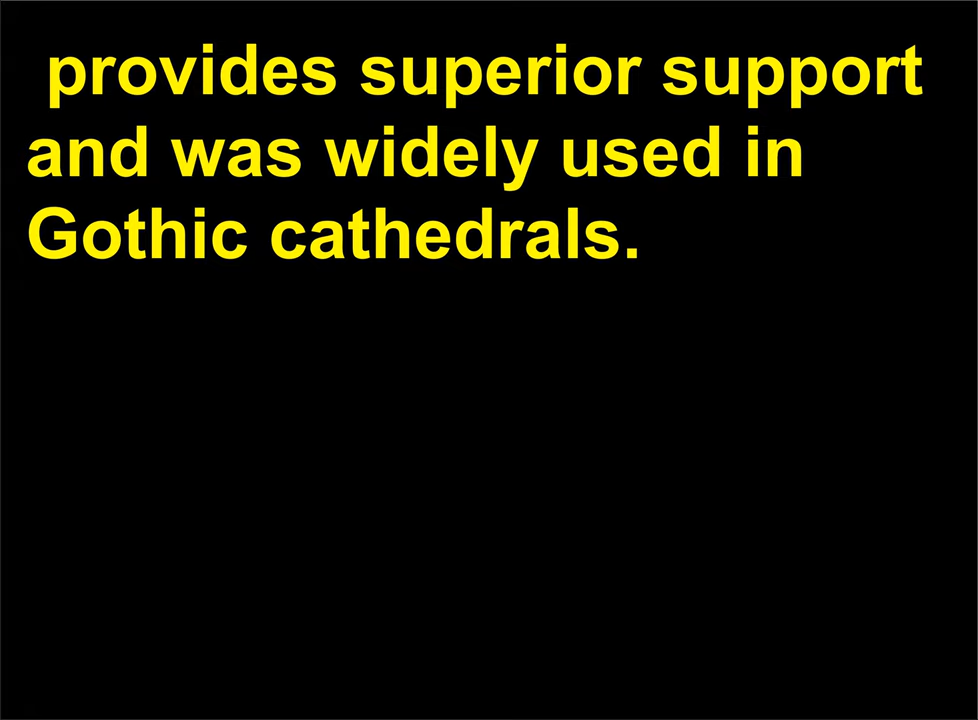 provides superior support
and was widely used in
Gothic cathedrals.